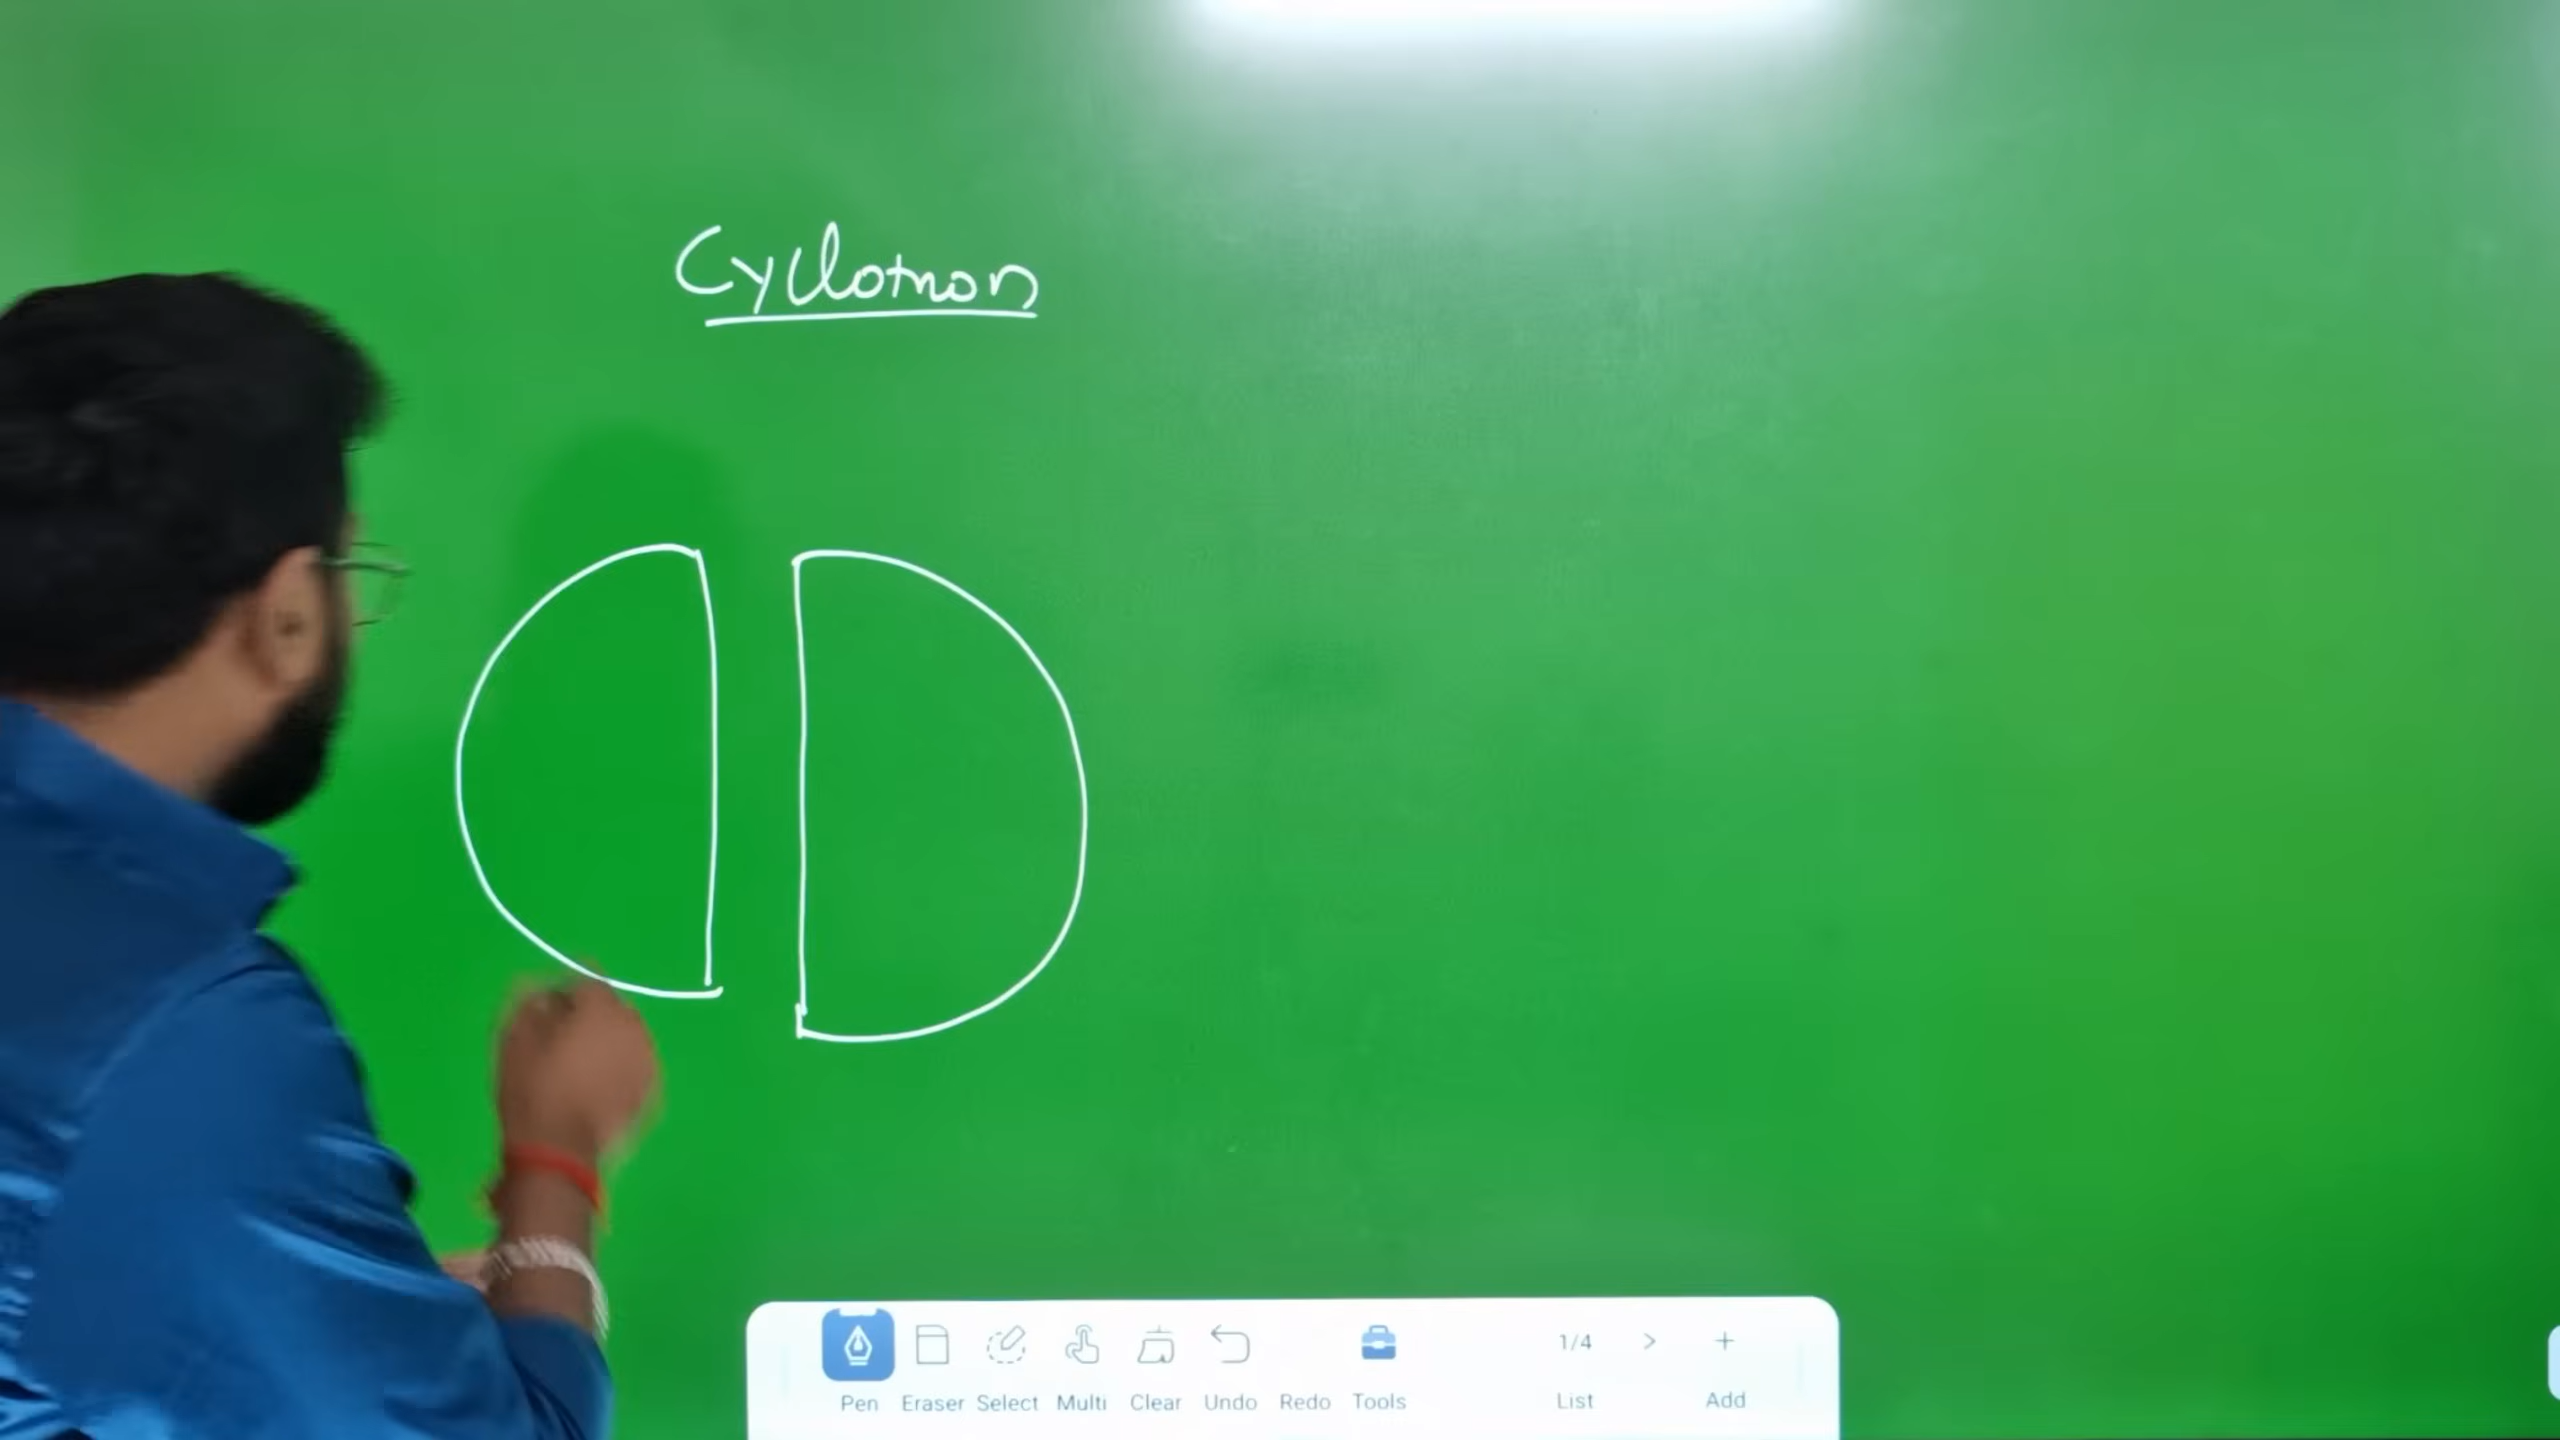 Cyclotron
1/4 > +
Pen Eraser Select Multi Clear Undo Redo Tools List Add